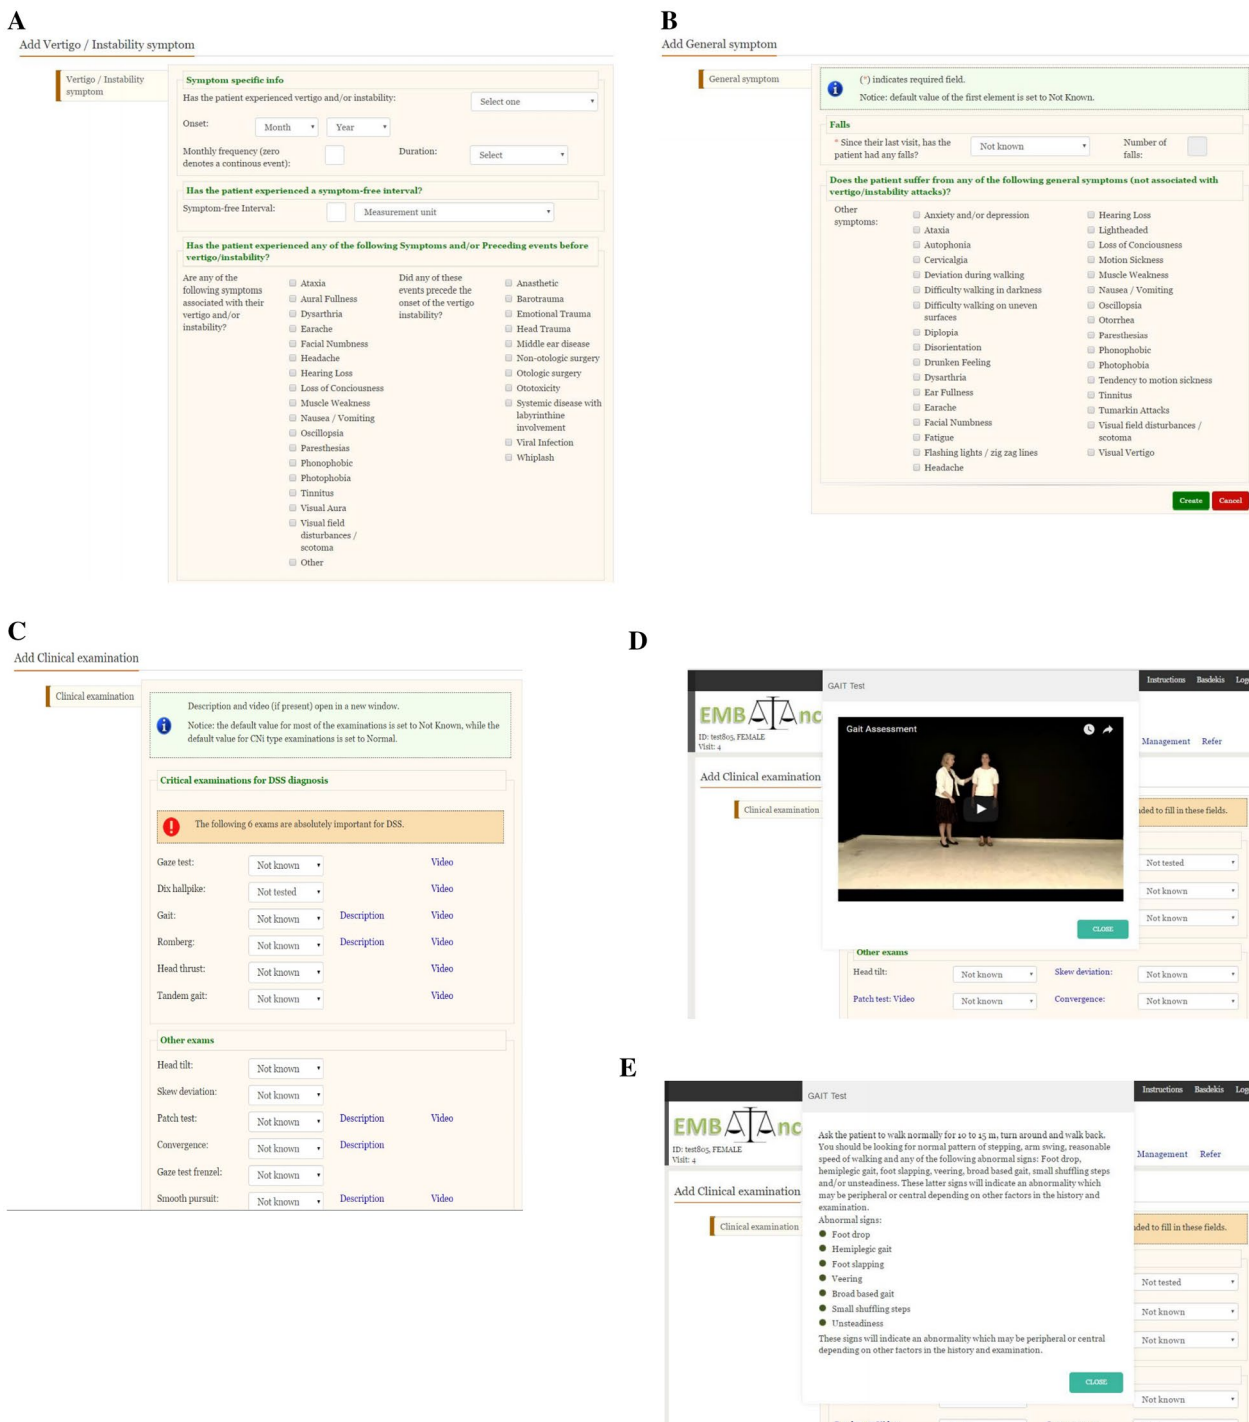 A
Add Vertigo / Instability symptom
Vertigo / Instability
symptom
Symptom specific info
Has the patient experienced vertigo and/or instability:
Select one
Onset:
Month
Year
Monthly frequency (zero
denotes a continous event):
Duration:
Select
Has the patient experienced a symptom-free interval?
Symptom-free Interval:
Measurement unit
Has the patient experienced any of the following Symptoms and/or Preceding events before
vertigo/instability?
Are any of the
following symptoms
associated with their
vertigo and/or
instability?
Ataxia
Aural Fullness
Dysarthria
Earache
Facial Numbness
Headache
Hearing Loss
Loss of Conciousness
Muscle Weakness
Nausea / Vomiting
Oscillopsia
Paresthesias
Phonophobic
Photophobia
Tinnitus
Visual Aura
Visual field
disturbances /
scotoma
Other
Did any of these
events precede the
onset of the vertigo
instability?
Anasthetic
Barotrauma
Emotional Trauma
Head Trauma
Middle ear disease
Non-otologic surgery
Otologic surgery
Ototoxicity
Systemic disease with
labyrinthine
involvement
Viral Infection
Whiplash
B
Add General symptom
General symptom
(*) indicates required field.
Notice: default value of the first element is set to Not Known.
Falls
* Since their last visit, has the
patient had any falls?
Not known
Number of
falls:
Does the patient suffer from any of the following general symptoms (not associated with
vertigo/instability attacks)?
Other
symptoms:
Anxiety and/or depression
Ataxia
Autophonia
Cervicalgia
Deviation during walking
Difficulty walking in darkness
Difficulty walking on uneven
surfaces
Diplopia
Disorientation
Drunken Feeling
Dysarthria
Ear Fullness
Earache
Facial Numbness
Fatigue
Flashing lights / zig zag lines
Headache
Hearing Loss
Lightheaded
Loss of Conciousness
Motion Sickness
Muscle Weakness
Nausea / Vomiting
Oscillopsia
Otorrhea
Paresthesias
Phonophobic
Photophobia
Tendency to motion sickness
Tinnitus
Tumarkin Attacks
Visual field disturbances /
scotoma
Visual Vertigo
Create
Cancel
C
Add Clinical examination
Clinical examination
Description and video (if present) open in a new window.
Notice: the default value for most of the examinations is set to Not Known, while the
default value for CNi type examinations is set to Normal.
Critical examinations for DSS diagnosis
The following 6 exams are absolutely important for DSS.
Gaze test: Not known Video
Dix hallpike: Not tested Video
Gait: Not known Description Video
Romberg: Not known Description Video
Head thrust: Not known Video
Tandem gait: Not known Video
Other exams
Head tilt: Not known
Skew deviation: Not known
Patch test: Not known Description Video
Convergence: Not known Description
Gaze test frenzel: Not known
Smooth pursuit: Not known Description Video
D
GAIT Test
Instructions Basdekis Log
EMBAnc
ID: test805, FEMALE
Visit: 4
Management Refer
Gait Assessment
Add Clinical examination
Clinical examination
ded to fill in these fields.
Not tested
Not known
Not known
CLOSE
Other exams
Head tilt: Not known Skew deviation: Not known
Patch test: Video Not known Convergence: Not known
E
GAIT Test
Instructions Basdekis Log
EMBAnc
ID: test805, FEMALE
Visit: 4
Management Refer
Add Clinical examination
Clinical examination
Ask the patient to walk normally for 10 to 15 m, turn around and walk back.
You should be looking for normal pattern of stepping, arm swing, reasonable
speed of walking and any of the following abnormal signs: Foot drop,
hemiplegic gait, foot slapping, veering, broad based gait, small shuffling steps
and/or unsteadiness. These latter signs will indicate an abnormality which
may be peripheral or central depending on other factors in the history and
examination.
Abnormal signs:
Foot drop
Hemiplegic gait
Foot slapping
Veering
Broad based gait
Small shuffling steps
Unsteadiness
These signs will indicate an abnormality which may be peripheral or central
depending on other factors in the history and examination.
CLOSE
ded to fill in these fields.
Not tested
Not known
Not known
Not known